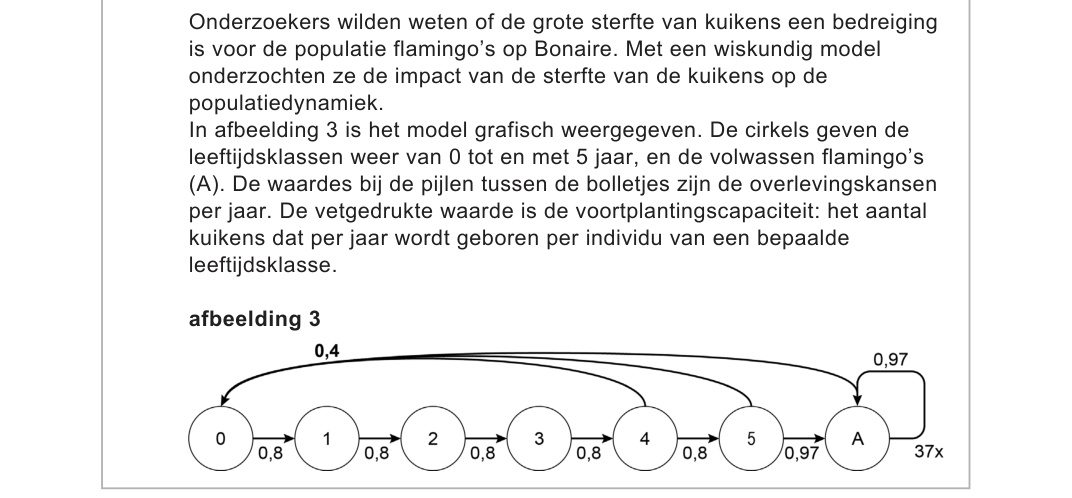 Onderzoekers wilden weten of de grote sterfte van kuikens een bedreiging
is voor de populatie flamingo’s op Bonaire. Met een wiskundig model
onderzochten ze de impact van de sterfte van de kuikens op de
populatiedynamiek.
In afbeelding 3 is het model grafisch weergegeven. De cirkels geven de
leeftijdsklassen weer van 0 tot en met 5 jaar, en de volwassen flamingo’s
(A). De waardes bij de pijlen tussen de bolletjes zijn de overlevingskansen
per jaar. De vetgedrukte waarde is de voortplantingscapaciteit: het aantal
kuikens dat per jaar wordt geboren per individu van een bepaalde
leeftijdsklasse.
afbeelding 3
0,4
0,97
0 1 2 3 4 5 A
0,8 0,8 0,8 0,8 0,8 0,97 37x